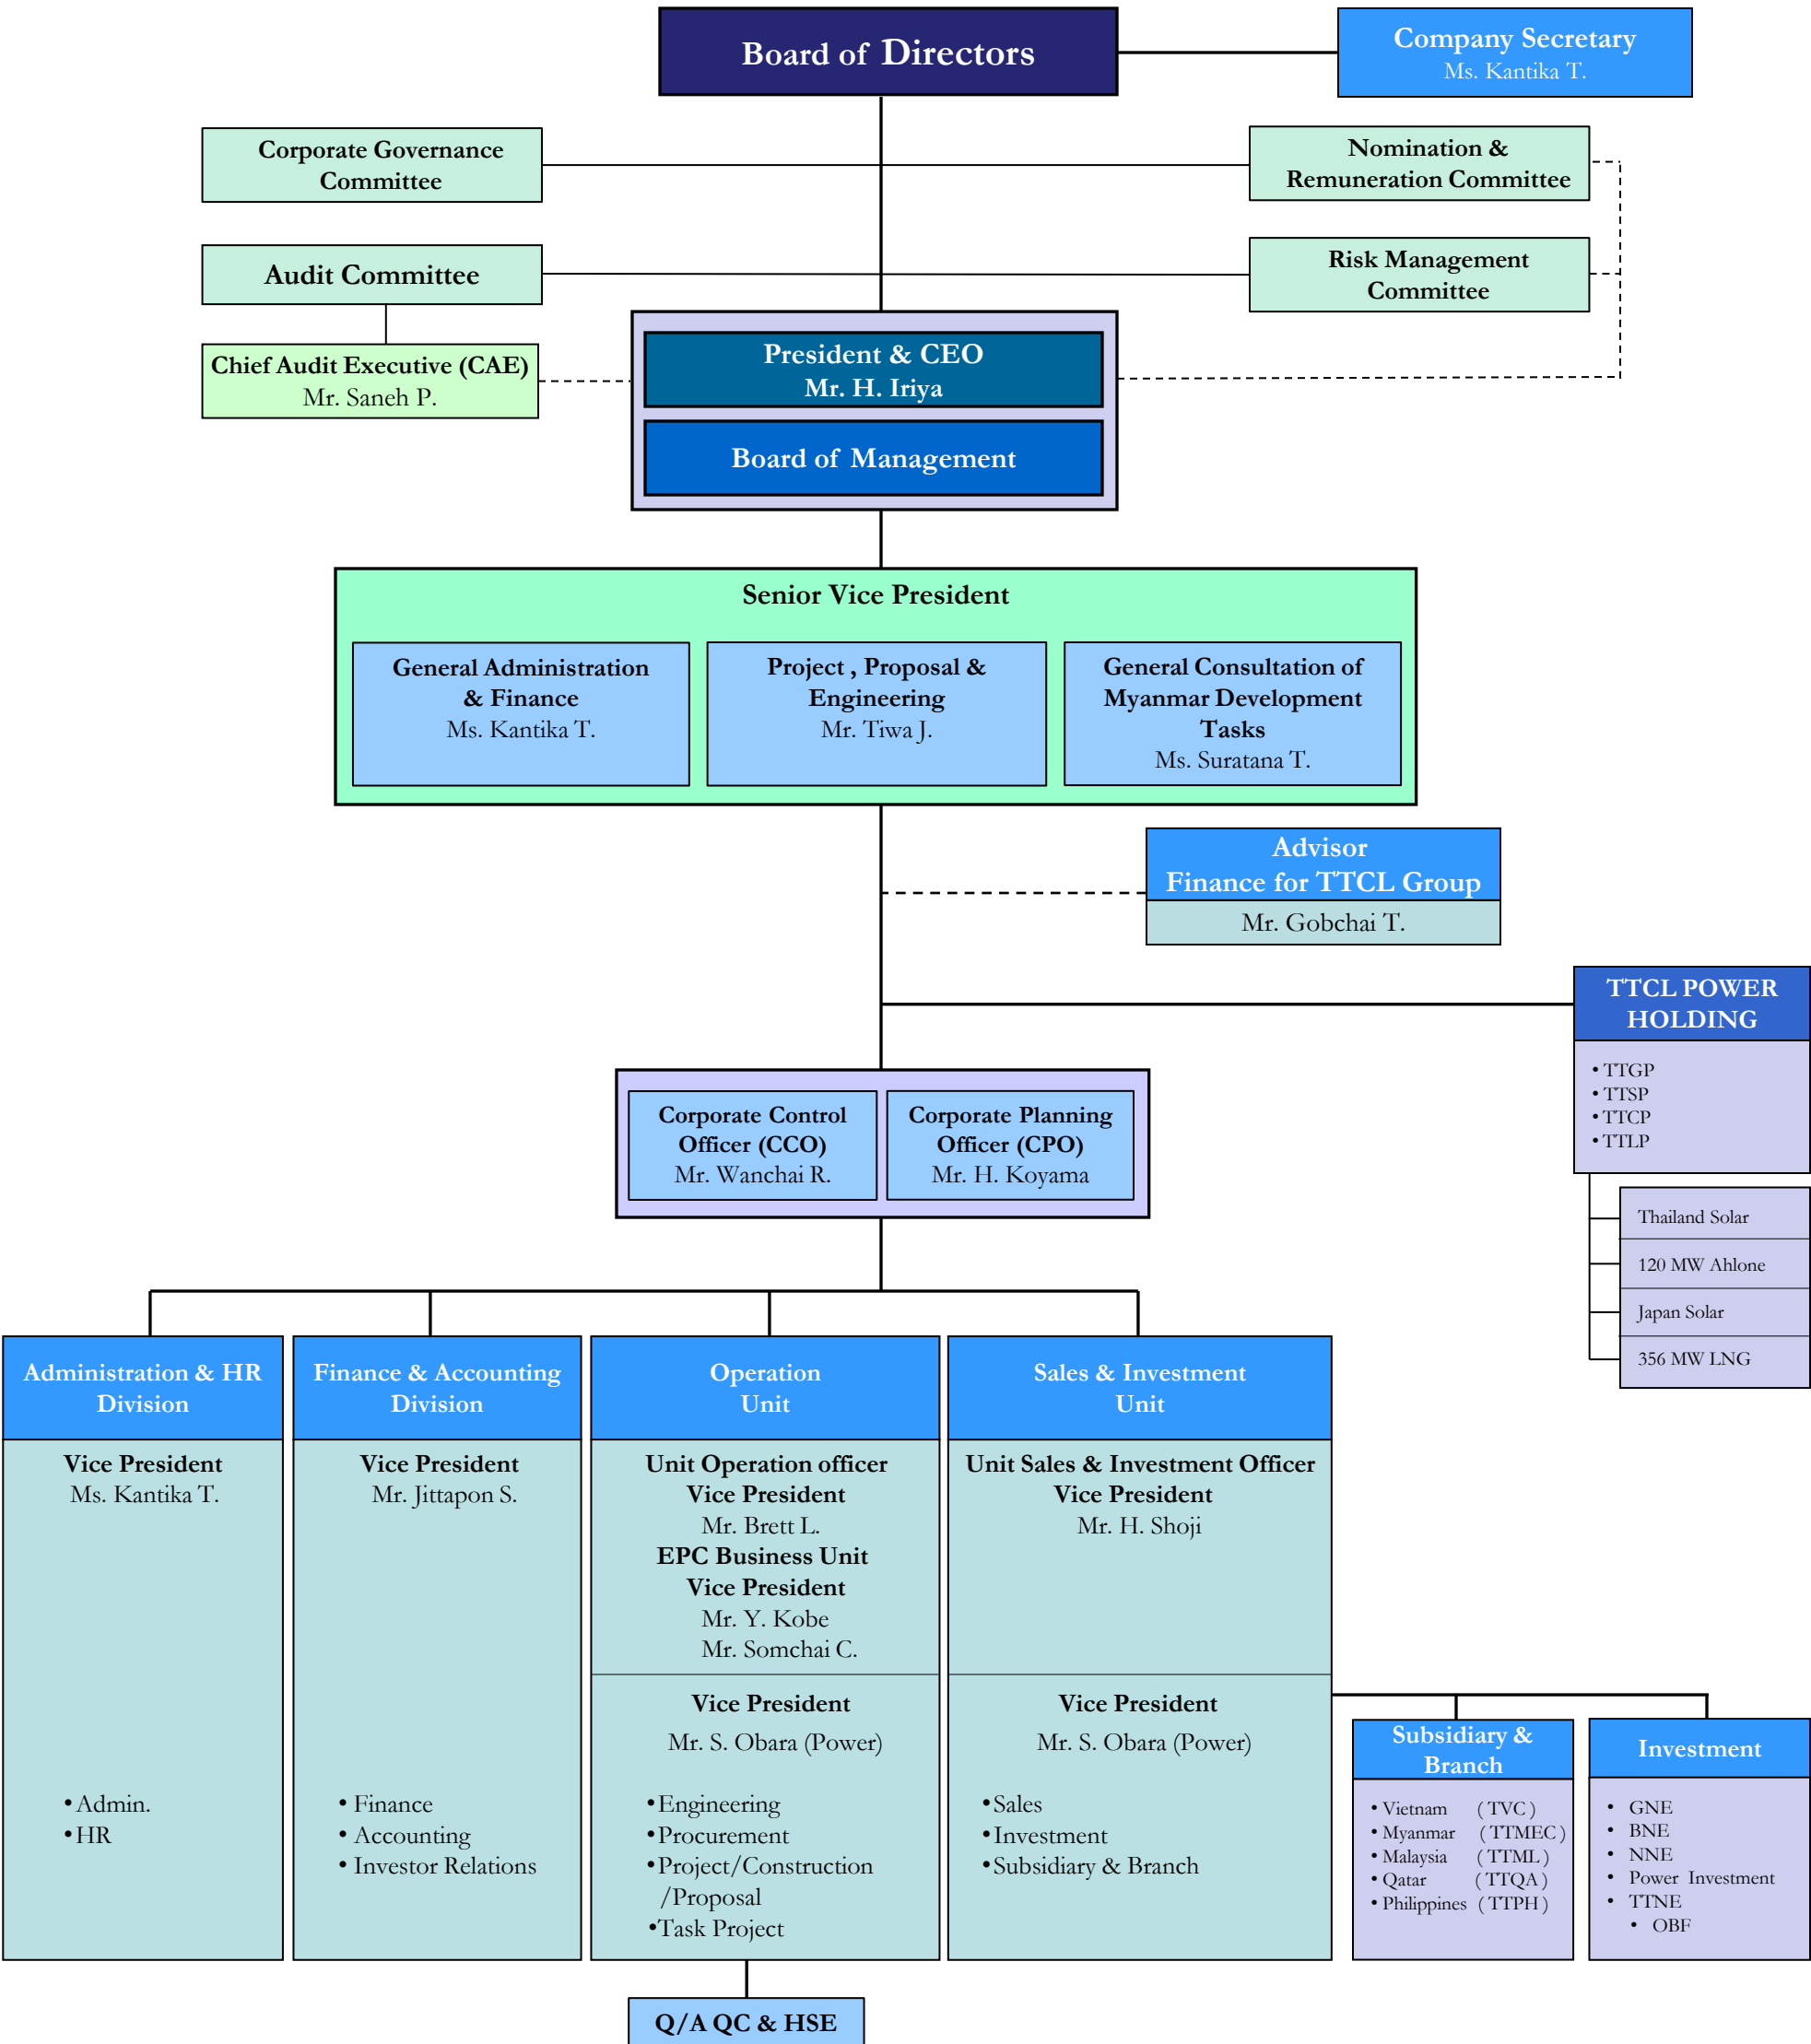 Board of Directors
Company Secretary
Ms. Kantika T.
Corporate Governance
Committee
Nomination &
Remuneration Committee
Audit Committee
Risk Management
Committee
Chief Audit Executive (CAE)
Mr. Saneh P.
President & CEO
Mr. H. Iriya
Board of Management
Senior Vice President
General Administration
& Finance
Ms. Kantika T.
Project , Proposal &
Engineering
Mr. Tiwa J.
General Consultation of
Myanmar Development
Tasks
Ms. Suratana T.
Advisor
Finance for TTCL Group
Mr. Gobchai T.
TTCL POWER
HOLDING
• TTGP
• TTSP
• TTCP
• TTLP
Thailand Solar
120 MW Ahlone
Japan Solar
356 MW LNG
Corporate Control
Officer (CCO)
Mr. Wanchai R.
Corporate Planning
Officer (CPO)
Mr. H. Koyama
Administration & HR
Division
Vice President
Ms. Kantika T.
•Admin.
•HR
Finance & Accounting
Division
Vice President
Mr. Jittapon S.
• Finance
• Accounting
• Investor Relations
Operation
Unit
Unit Operation officer
Vice President
Mr. Brett L.
EPC Business Unit
Vice President
Mr. Y. Kobe
Mr. Somchai C.
Vice President
Mr. S. Obara (Power)
•Engineering
•Procurement
•Project/Construction
/Proposal
•Task Project
Q/A QC & HSE
Sales & Investment
Unit
Unit Sales & Investment Officer
Vice President
Mr. H. Shoji
Vice President
Mr. S. Obara (Power)
•Sales
•Investment
•Subsidiary & Branch
Subsidiary &
Branch
• Vietnam ( TVC )
• Myanmar ( TTMEC )
• Malaysia ( TTML )
• Qatar ( TTQA )
• Philippines ( TTPH )
Investment
• GNE
• BNE
• NNE
• Power Investment
• TTNE
• OBF